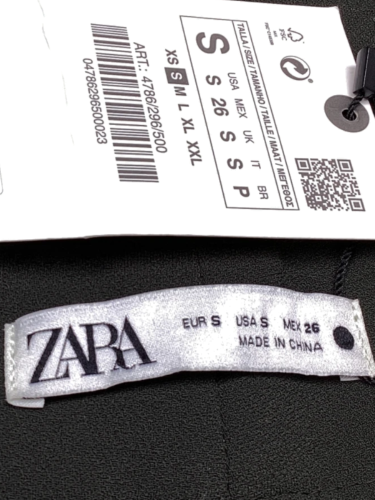 TALLA/SIZE/TAMANHO/TAILLE/MAAT/ΜΕΓΕΘΟΣ
S
USA MEX UK IT BR
S 26 S S P
XS S M L XL XXL
ART.: 4786/296/500
04786296500023
FSC
ZARA
EUR S USA S MEX 26
MADE IN CHINA